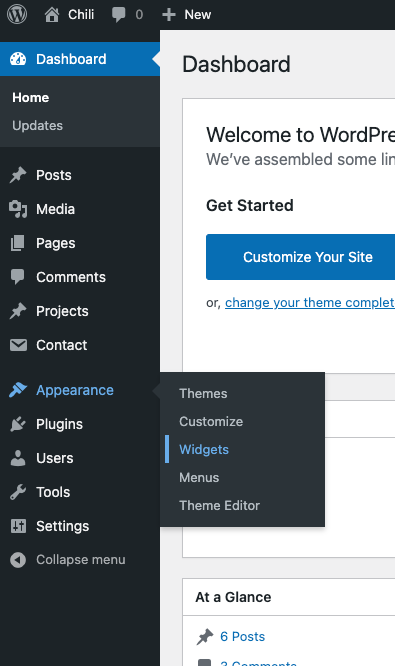 Chili 0 New
Dashboard
Home
Updates
Posts
Media
Pages
Comments
Projects
Contact
Appearance
Plugins
Users
Tools
Settings
Collapse menu
Themes
Customize
Widgets
Menus
Theme Editor
Dashboard
Welcome to WordPre
We've assembled some lin
Get Started
Customize Your Site
or, change your theme complet
At a Glance
6 Posts
3 Comments